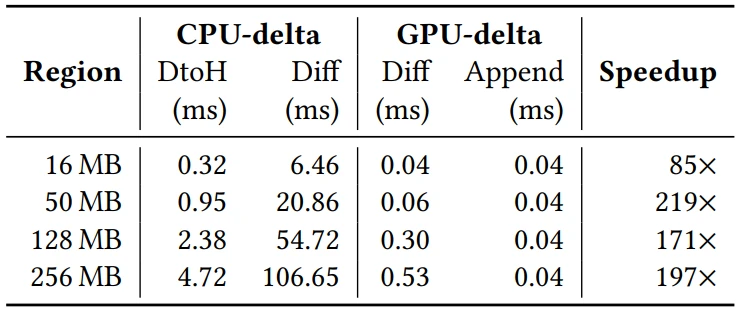 CPU-delta GPU-delta
Region DtoH Diff Diff Append Speedup
(ms) (ms) (ms) (ms)
16 MB 0.32 6.46 0.04 0.04 85×
50 MB 0.95 20.86 0.06 0.04 219×
128 MB 2.38 54.72 0.30 0.04 171×
256 MB 4.72 106.65 0.53 0.04 197×